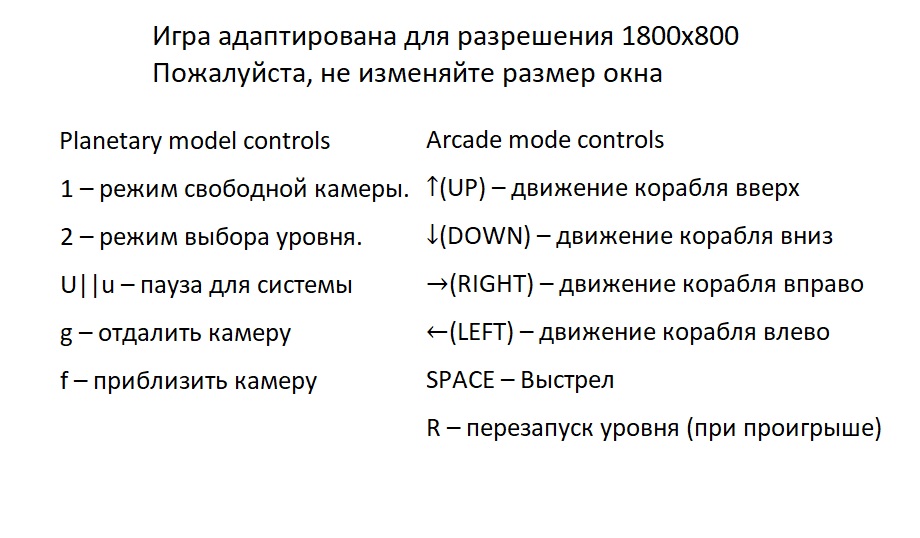 Игра адаптирована для разрешения 1800x800
Пожалуйста, не изменяйте размер окна
Planetary model controls
1 – режим свободной камеры.
2 – режим выбора уровня.
U||u – пауза для системы
g – отдалить камеру
f – приблизить камеру
Arcade mode controls
↑(UP) – движение корабля вверх
↓(DOWN) – движение корабля вниз
→(RIGHT) – движение корабля вправо
←(LEFT) – движение корабля влево
SPACE – Выстрел
R – перезапуск уровня (при проигрыше)